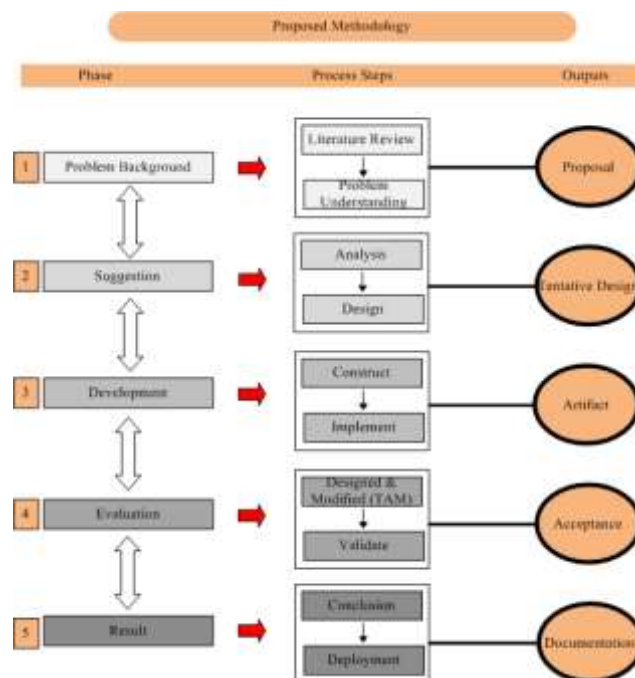 Proposed Methodology
Phase Process Steps Outputs
1 Problem Background
Literature Review
Problem
Understanding
Proposal
2 Suggestion
Analysis
Design
Tentative Design
3 Development
Construct
Implement
Artifact
4 Evaluation
Designed &
Modified (TAM)
Validate
Acceptance
5 Result
Conclusion
Deployment
Documentation